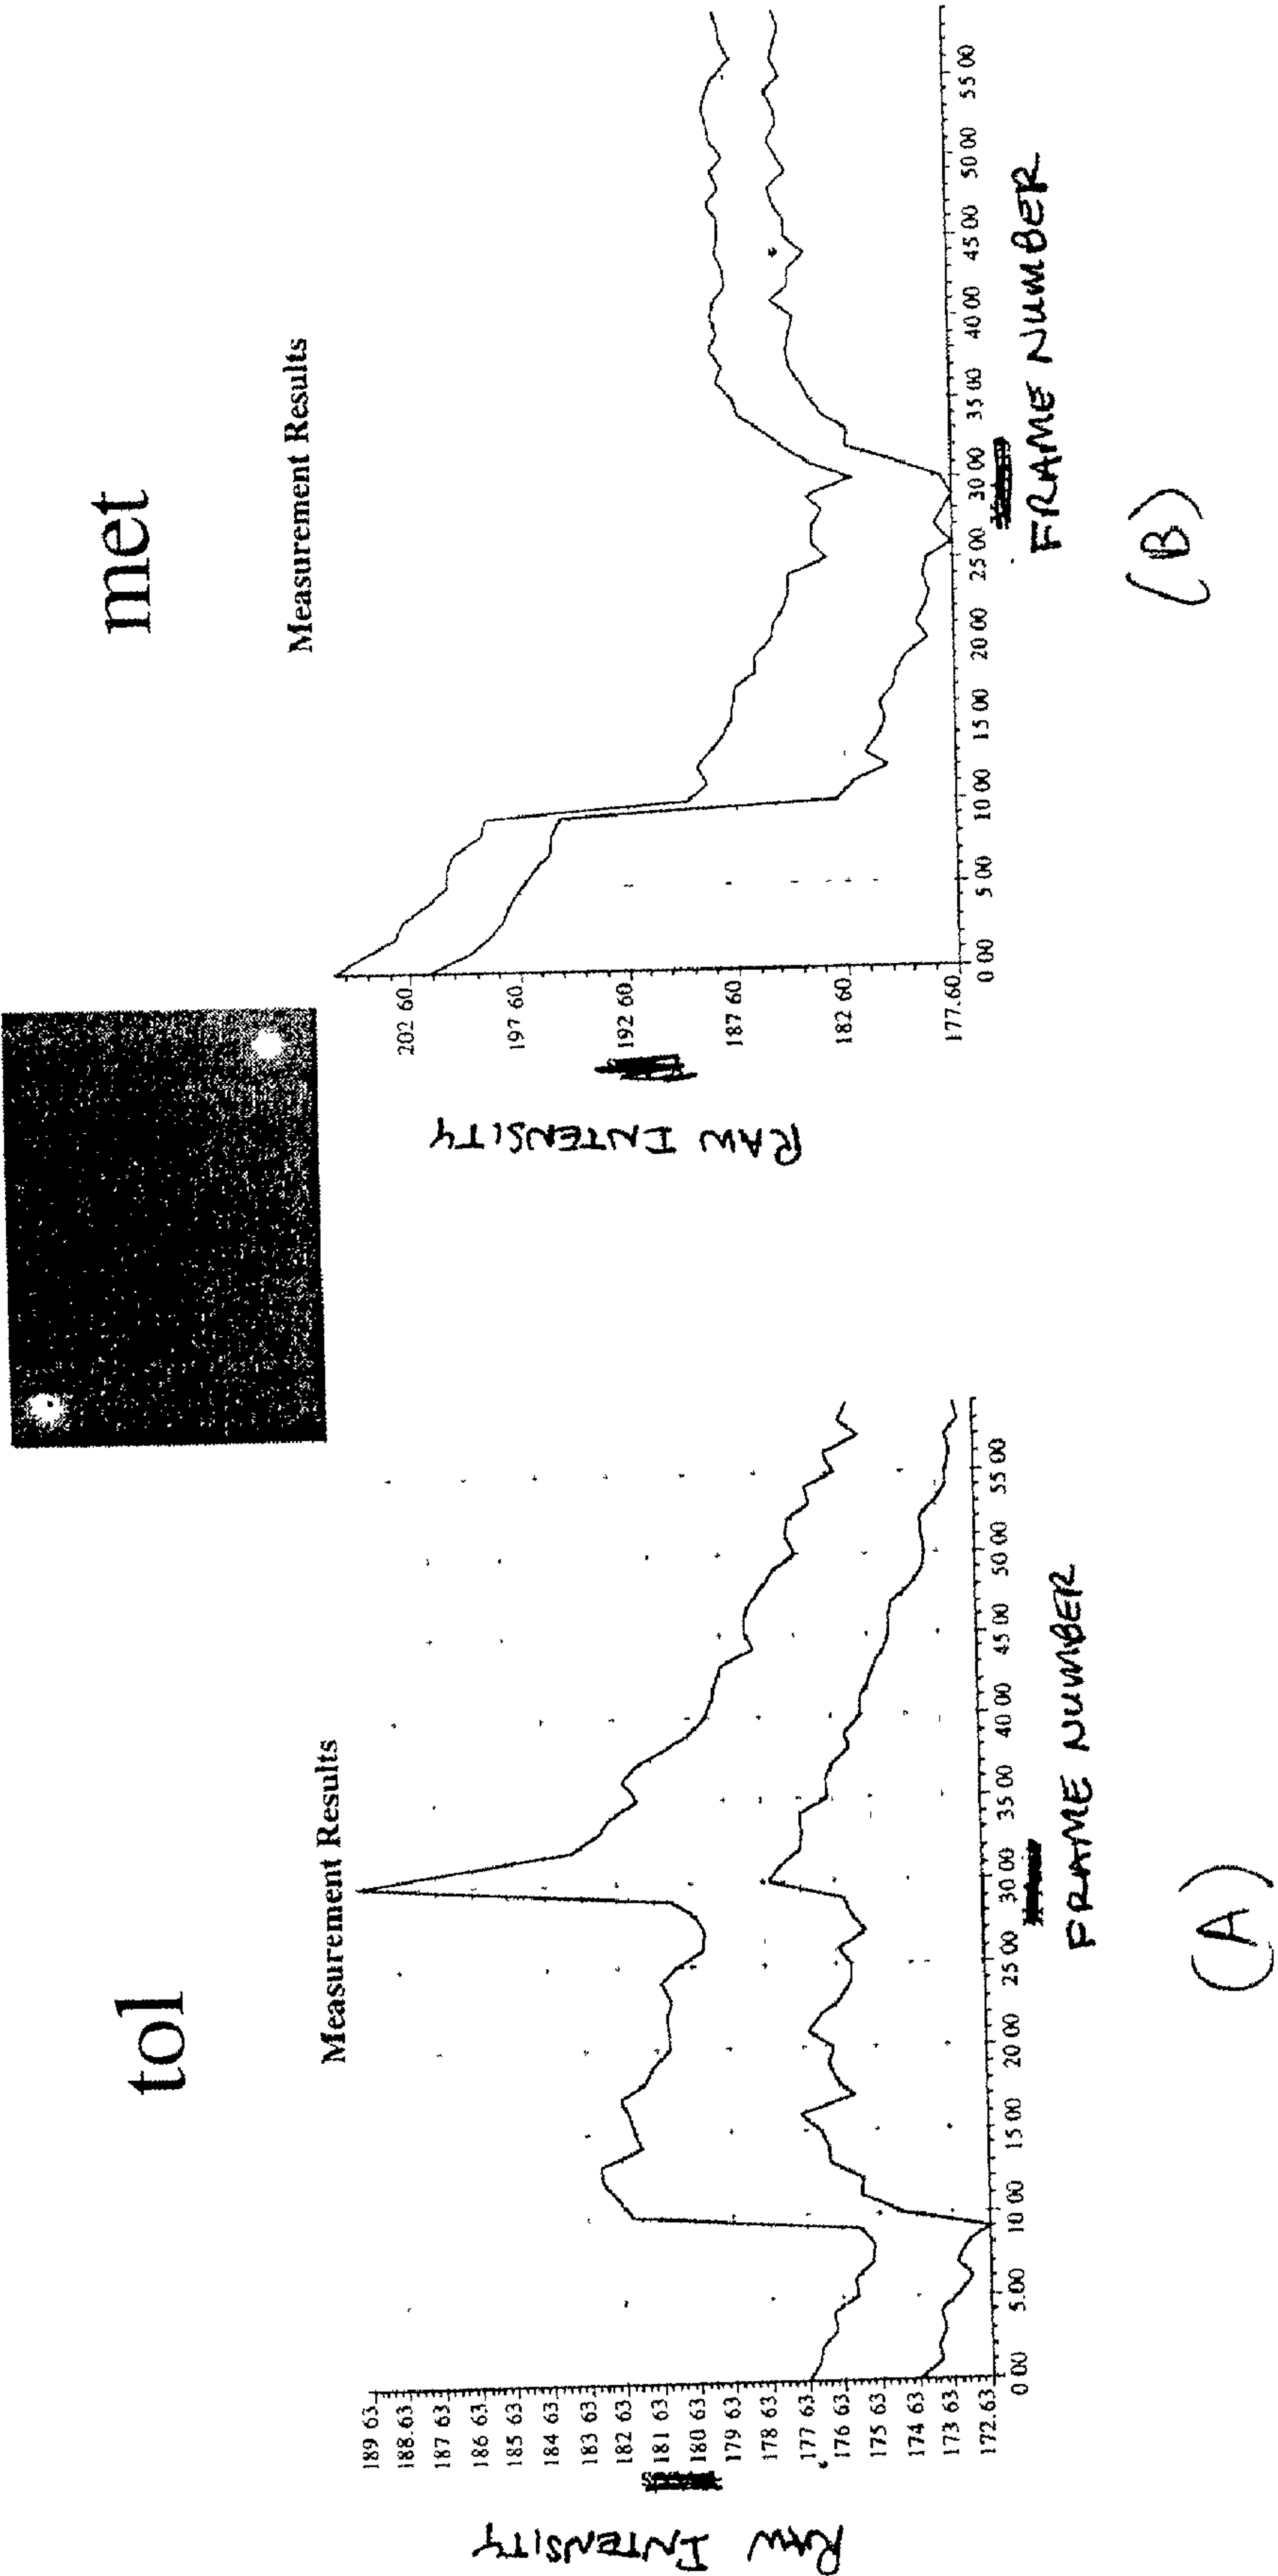 tol
Measurement Results
189 63
188.63
187 63
186 63
185 63
184 63
183 63
182 63
181 63
180 63
179 63
178 63
177 63
176 63
175 63
174 63
173 63
172.63
RAW INTENSITY
0 00 5.00 10 00 15 00 20 00 25 00 30 00 35 00 40 00 45 00 50 00 55 00
FRAME NUMBER
(A)
met
Measurement Results
202 60
197 60
192 60
187 60
182 60
177.60
RAW INTENSITY
0 00 5 00 10 00 15 00 20 00 25 00 30 00 35 00 40 00 45 00 50 00 55 00
FRAME NUMBER
(B)